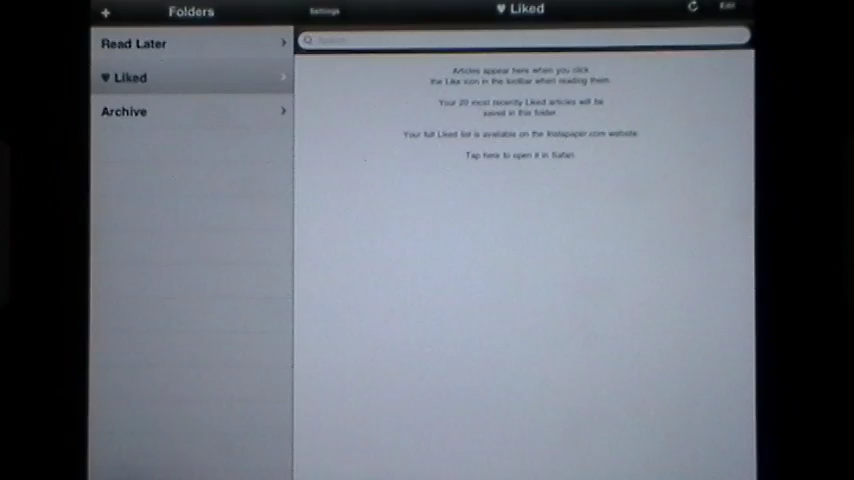 Folders
Settings
♥ Liked
Edit
Read Later
♥ Liked
Archive
Search
Articles appear here when you click
the Like icon in the toolbar when reading them.
Your 20 most recently Liked articles will be
saved in this folder.
Your full Liked list is available on the Instapaper.com website.
Tap here to open it in Safari.